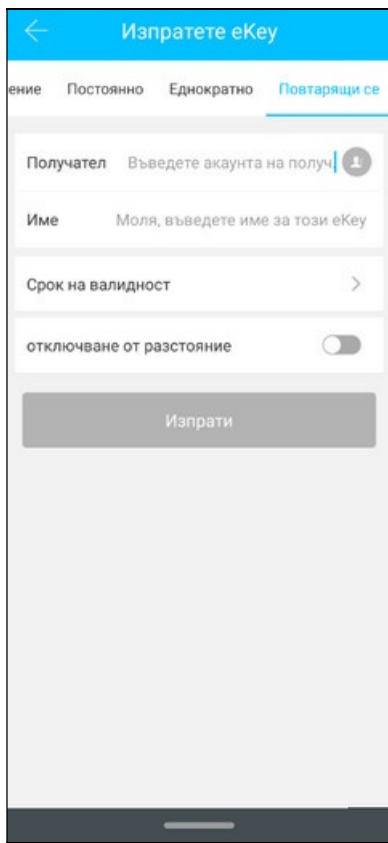 Изпратете eKey
ение Постоянно Еднократно Повтарящи се
Получател Въведете акаунта на получ
Име Моля, въведете име за този eKey
Срок на валидност
отключване от разстояние
Изпрати